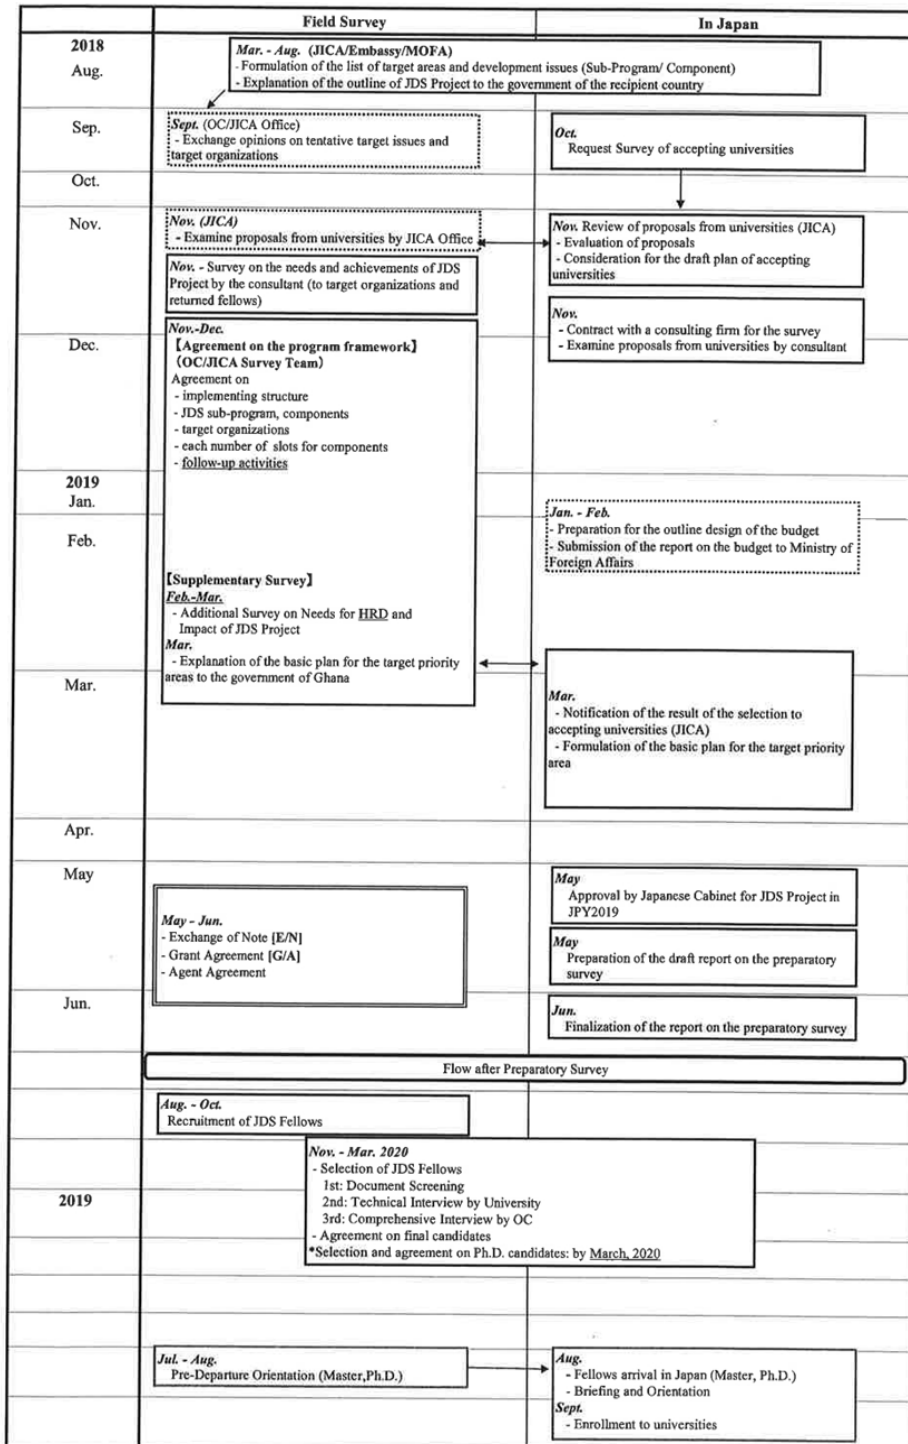 Field Survey
In Japan
2018
Aug.
Mar. - Aug. (JICA/Embassy/MOFA)
- Formulation of the list of target areas and development issues (Sub-Program/ Component)
- Explanation of the outline of JDS Project to the government of the recipient country
Sep.
Sept. (OC/JICA Office)
- Exchange opinions on tentative target issues and
target organizations
Oct.
Request Survey of accepting universities
Oct.
Nov.
Nov. (JICA)
- Examine proposals from universities by JICA Office
Nov. Review of proposals from universities (JICA)
- Evaluation of proposals
- Consideration for the draft plan of accepting
universities
Nov. - Survey on the needs and achievements of JDS
Project by the consultant (to target organizations and
returned fellows)
Nov.
- Contract with a consulting firm for the survey
- Examine proposals from universities by consultant
Dec.
Nov.-Dec.
【Agreement on the program framework】
(OC/JICA Survey Team)
Agreement on
- implementing structure
- JDS sub-program, components
- target organizations
- each number of slots for components
- follow-up activities
2019
Jan.
Jan. - Feb.
- Preparation for the outline design of the budget
- Submission of the report on the budget to Ministry of
Foreign Affairs
Feb.
【Supplementary Survey】
Feb.-Mar.
- Additional Survey on Needs for HRD and
Impact of JDS Project
Mar.
- Explanation of the basic plan for the target priority
areas to the government of Ghana
Mar.
Mar.
- Notification of the result of the selection to
accepting universities (JICA)
- Formulation of the basic plan for the target priority
area
Apr.
May
May
Approval by Japanese Cabinet for JDS Project in
JPY2019
May - Jun.
- Exchange of Note [E/N]
- Grant Agreement [G/A]
- Agent Agreement
May
Preparation of the draft report on the preparatory
survey
Jun.
Jun.
Finalization of the report on the preparatory survey
Flow after Preparatory Survey
Aug. - Oct.
Recruitment of JDS Fellows
2019
Nov. - Mar. 2020
- Selection of JDS Fellows
1st: Document Screening
2nd: Technical Interview by University
3rd: Comprehensive Interview by OC
- Agreement on final candidates
*Selection and agreement on Ph.D. candidates: by March, 2020
Jul. - Aug.
Pre-Departure Orientation (Master,Ph.D.)
Aug.
- Fellows arrival in Japan (Master, Ph.D.)
- Briefing and Orientation
Sept.
- Enrollment to universities